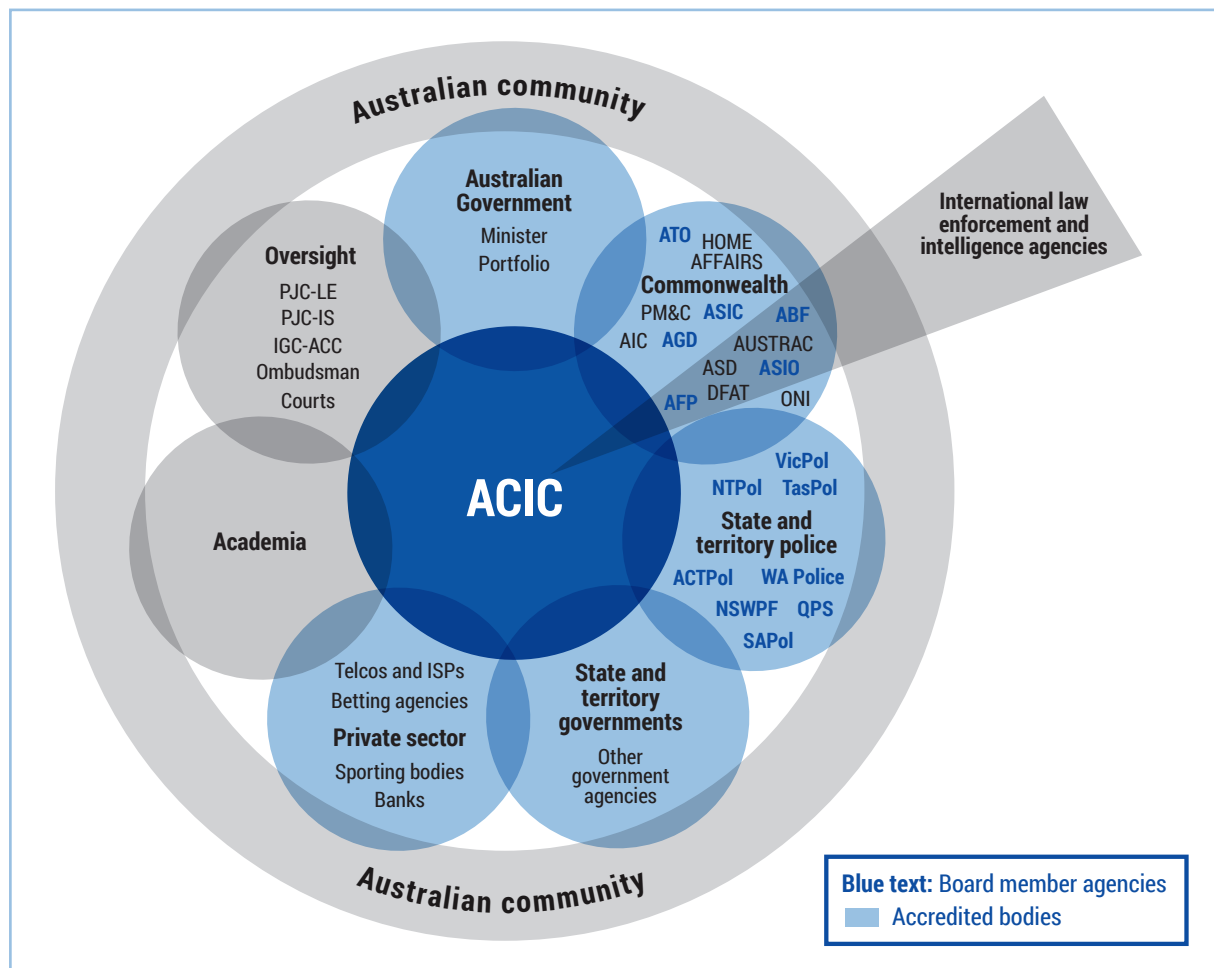 Australian community
Australian
Government
Minister
Portfolio
Oversight
PJC-LE
PJC-IS
IGC-ACC
Ombudsman
Courts
ATO
HOME
AFFAIRS
Commonwealth
PM&C ASIC ABF
AIC AGD AUSTRAC
ASD ASIO
AFP DFAT ONI
International law
enforcement and
intelligence agencies
ACIC
VicPol
NTPol TasPol
State and
territory police
ACTPol WA Police
NSWPF QPS
SAPol
Academia
Telcos and ISPs
Betting agencies
Private sector
Sporting bodies
Banks
State and
territory
governments
Other
government
agencies
Australian community
Blue text: Board member agencies
Accredited bodies